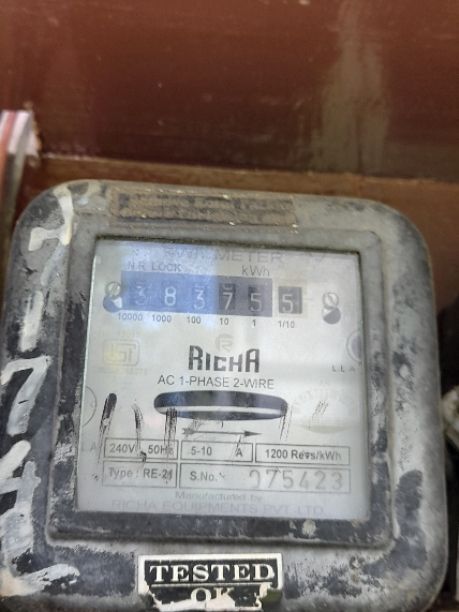 KWH METER
N.R.LOCK kWh
3 8 3 7 5 5
10000 1000 100 10 1 1/10
R
RICHA
AC 1-PHASE 2-WIRE
240V 50Hz 5-10 A 1200 Revs/kWh
Type: RE-21 S.No. 075423
Manufactured by
RICHA EQUIPMENTS PVT. LTD.
TESTED
OK